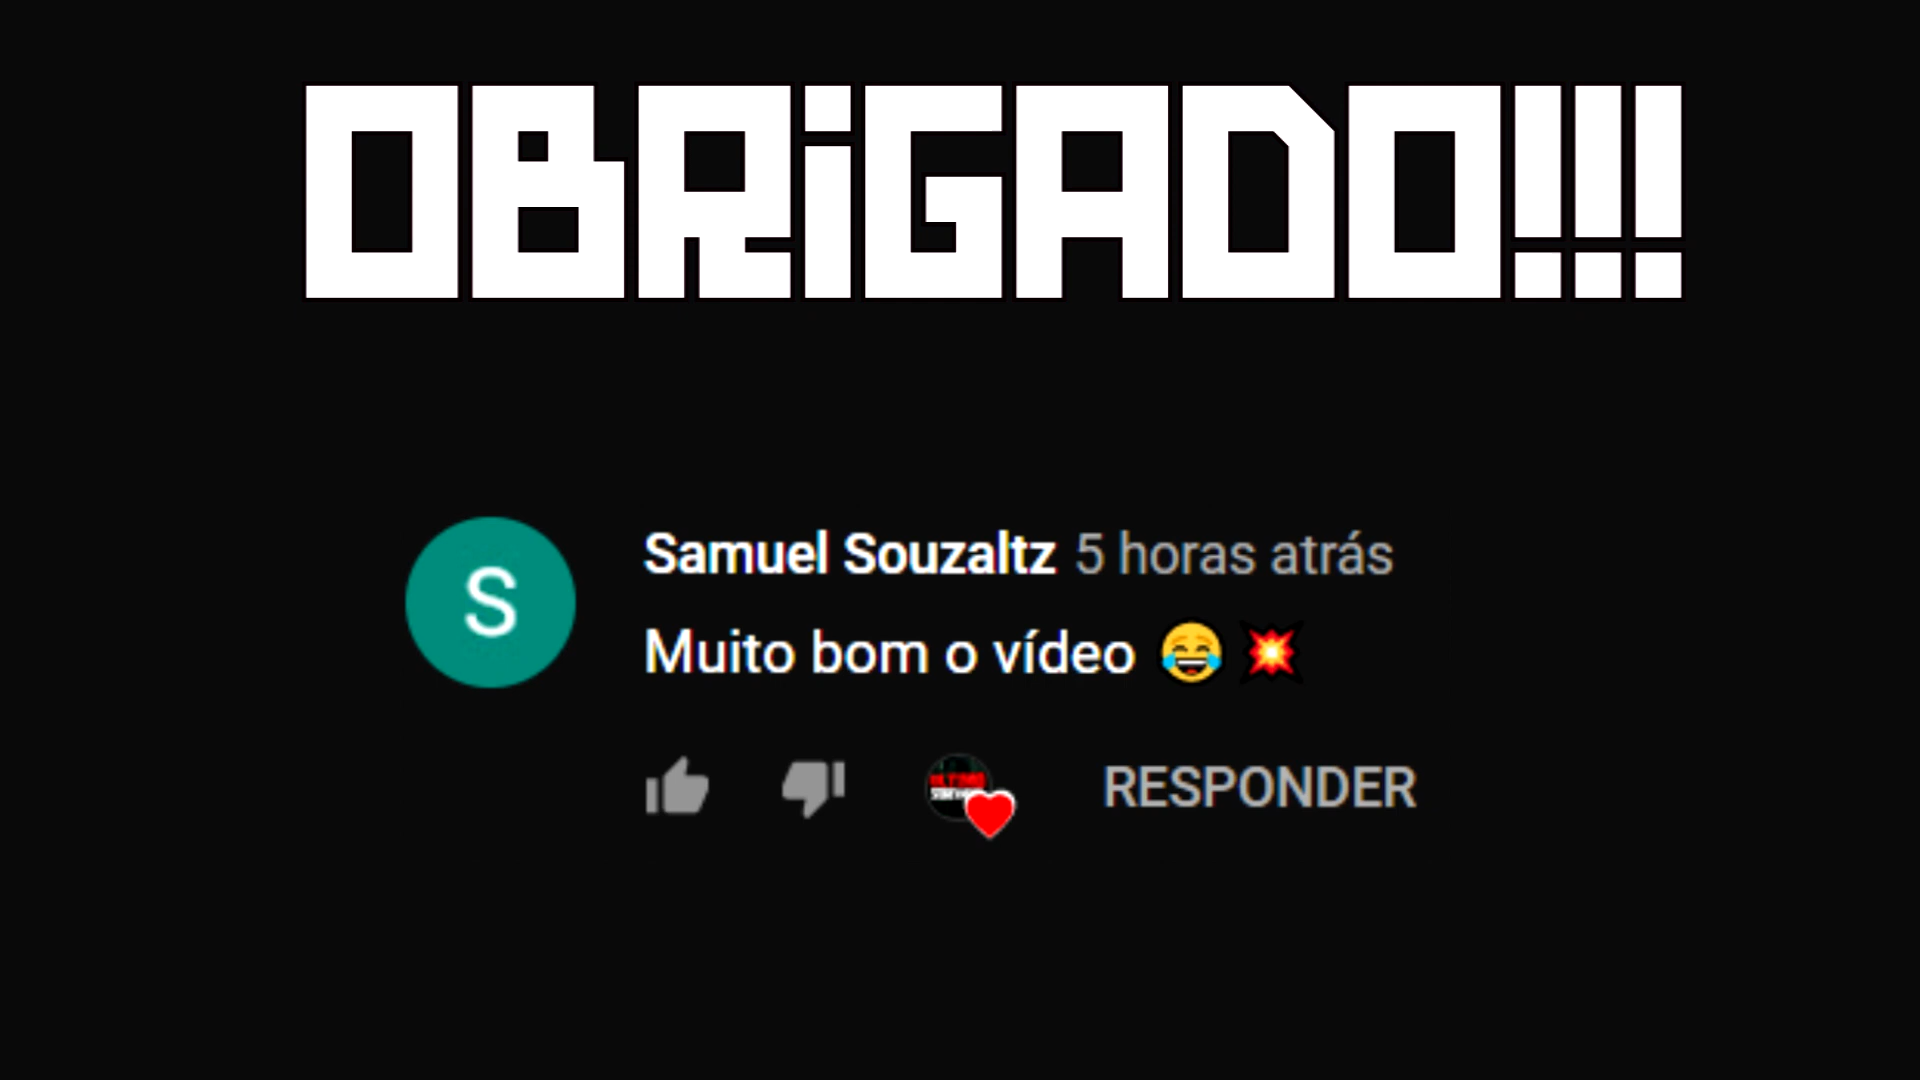 OBRiGADO!!!
S
Samuel Souzaltz 5 horas atrás
Muito bom o vídeo 😂 💥
RESPONDER